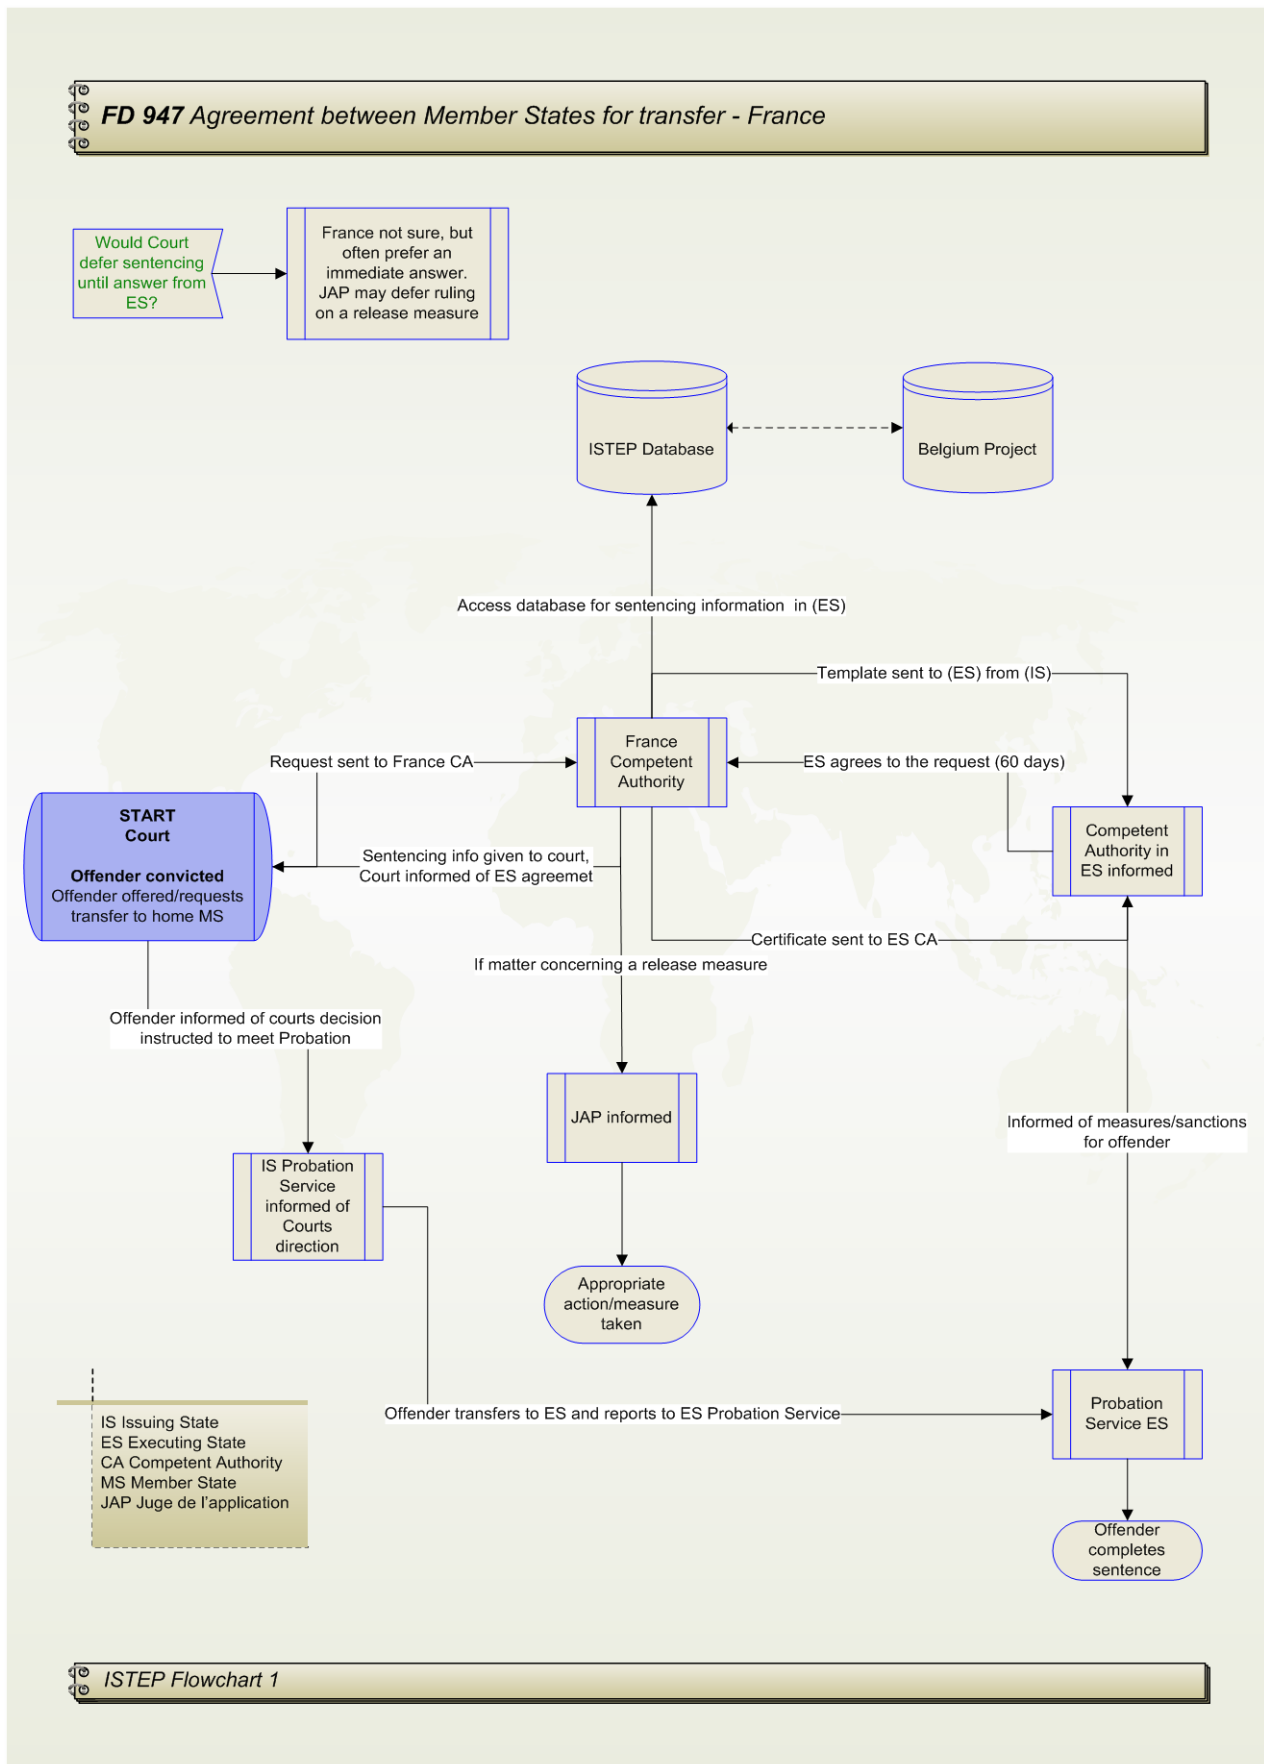 FD 947 Agreement between Member States for transfer - France
Would Court
defer sentencing
until answer from
ES?
France not sure, but
often prefer an
immediate answer.
JAP may defer ruling
on a release measure
ISTEP Database
Belgium Project
Access database for sentencing information in (ES)
Template sent to (ES) from (IS)
France
Competent
Authority
Request sent to France CA
ES agrees to the request (60 days)
START
Court
Offender convicted
Offender offered/requests
transfer to home MS
Sentencing info given to court,
Court informed of ES agreemet
Competent
Authority in
ES informed
Certificate sent to ES CA
If matter concerning a release measure
Offender informed of courts decision
instructed to meet Probation
JAP informed
Informed of measures/sanctions
for offender
IS Probation
Service
informed of
Courts
direction
Appropriate
action/measure
taken
Offender transfers to ES and reports to ES Probation Service
Probation
Service ES
IS Issuing State
ES Executing State
CA Competent Authority
MS Member State
JAP Juge de l'application
Offender
completes
sentence
ISTEP Flowchart 1